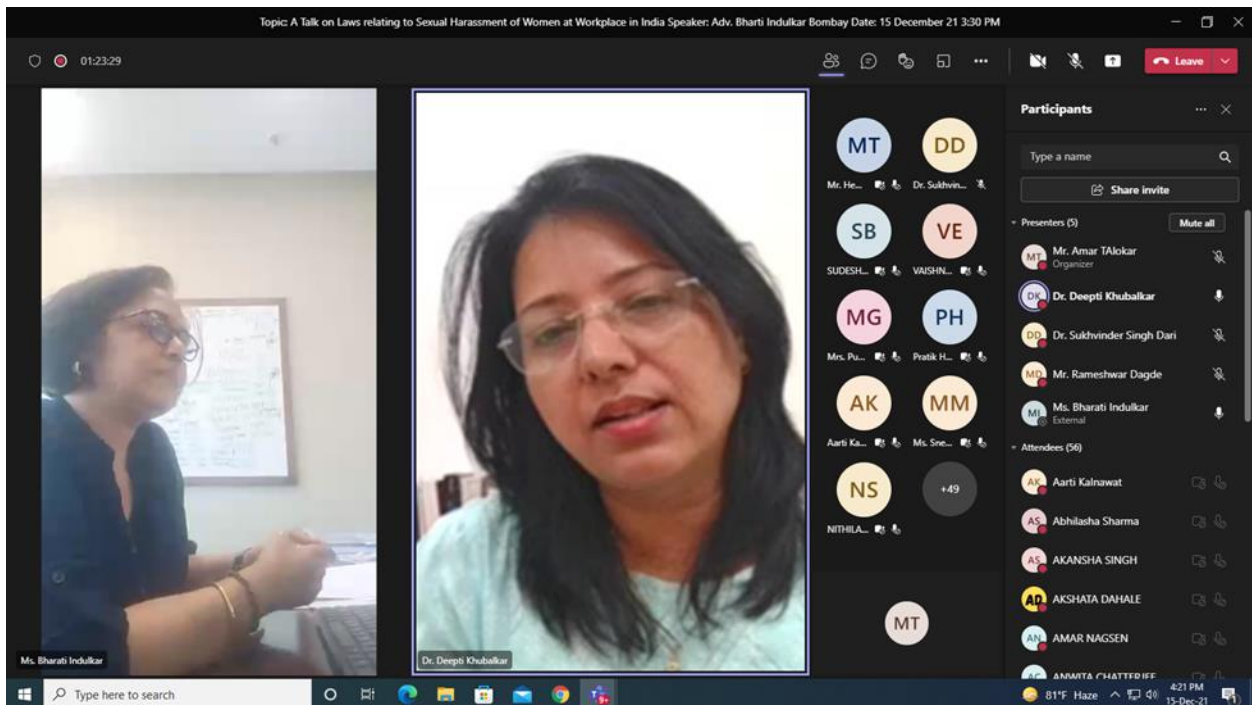 Topic: A Talk on Laws relating to Sexual Harassment of Women at Workplace in India Speaker: Adv. Bharti Indulkar Bombay Date: 15 December 21 3:30 PM
01:23:29
Leave
Ms. Bharati Indulkar
Dr. Deepti Khubalkar
MT
DD
Mr. He...
Dr. Sukhvin...
SB
VE
SUDESH...
VAISHN...
MG
PH
Mrs. Pu...
Pratik H...
AK
MM
Aarti Ka...
Ms. Sne...
NS
+49
NITHILA...
MT
Participants
Type a name
Share invite
Presenters (5)
Mute all
MT
Mr. Amar TAlokar
Organizer
DK
Dr. Deepti Khubalkar
DD
Dr. Sukhvinder Singh Dari
MD
Mr. Rameshwar Dagde
MI
Ms. Bharati Indulkar
External
Attendees (56)
AK
Aarti Kalnawat
AS
Abhilasha Sharma
AS
AKANSHA SINGH
AD
AKSHATA DAHALE
AN
AMAR NAGSEN
AC
ANWITA CHATTERJEE
Type here to search
81°F Haze
4:21 PM
15-Dec-21